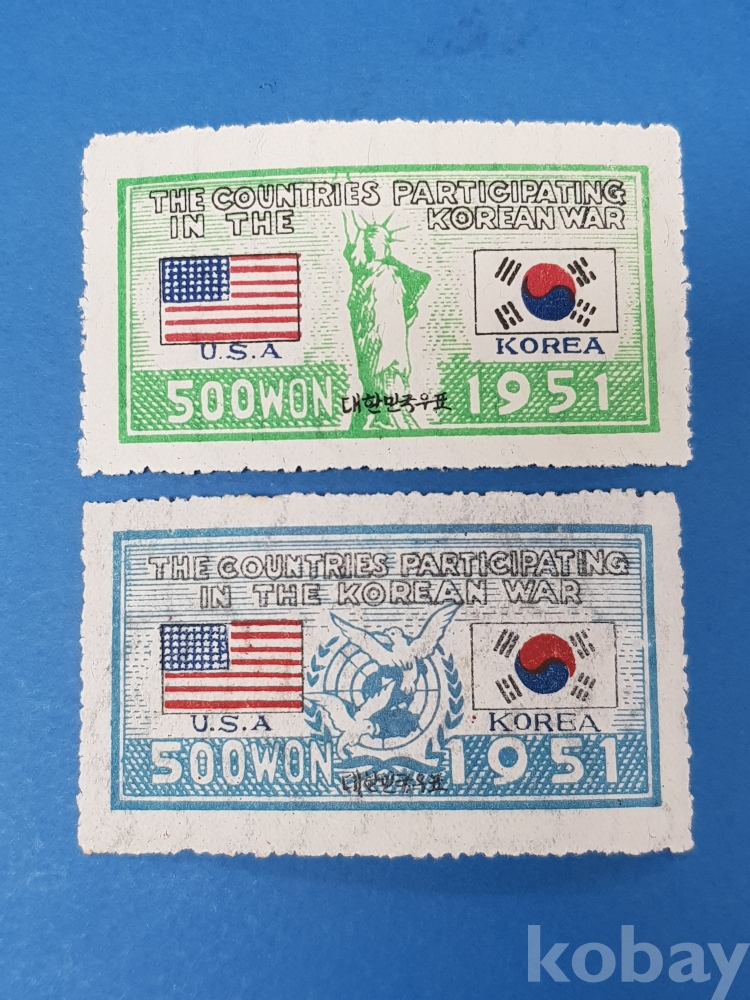 THE COUNTRIES PARTICIPATING
IN THE KOREAN WAR
U.S.A
KOREA
500WON
대한민국우표
1951
THE COUNTRIES PARTICIPATING
IN THE KOREAN WAR
U.S.A
KOREA
500WON
대한민국우표
1951
kobay